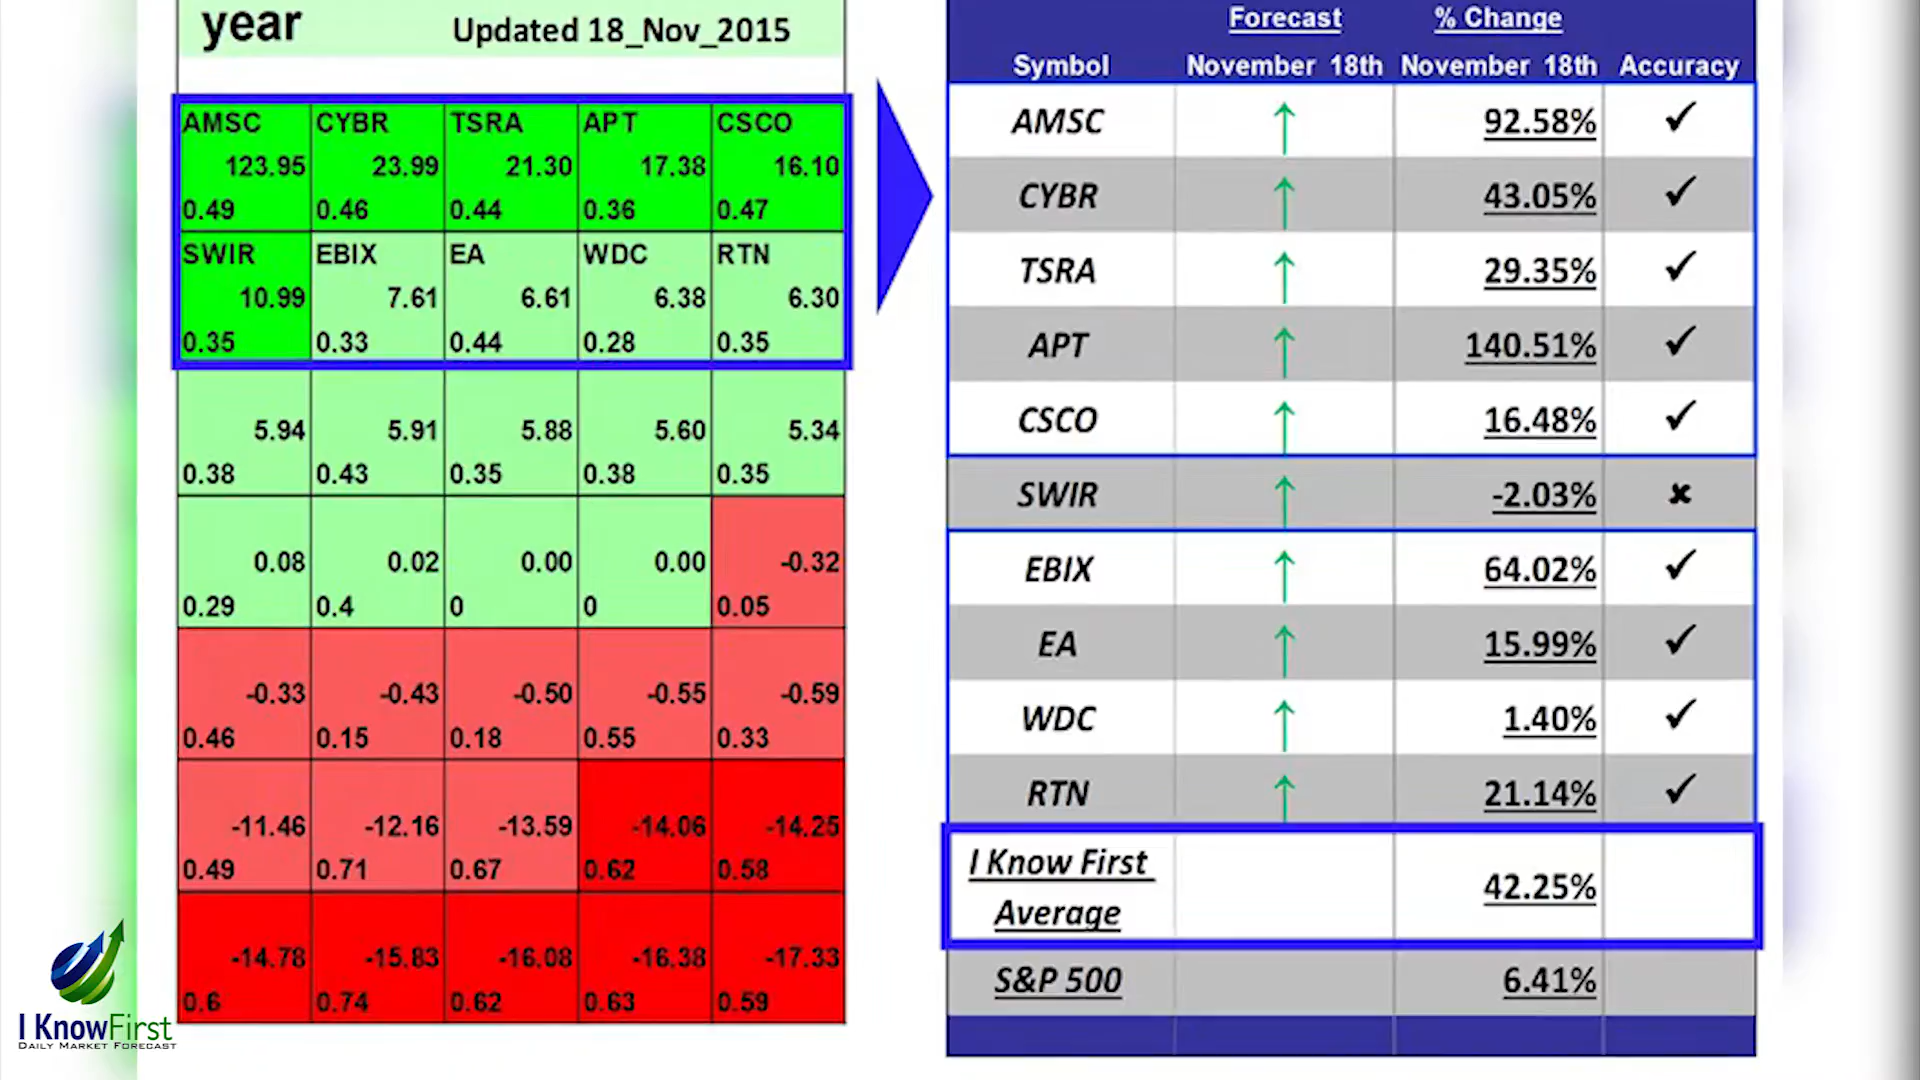 year Updated 18_Nov_2015
AMSC CYBR TSRA APT CSCO
123.95 23.99 21.30 17.38 16.10
0.49 0.46 0.44 0.36 0.47
SWIR EBIX EA WDC RTN
10.99 7.61 6.61 6.38 6.30
0.35 0.33 0.44 0.28 0.35
5.94 5.91 5.88 5.60 5.34
0.38 0.43 0.35 0.38 0.35
0.08 0.02 0.00 0.00 -0.32
0.29 0.4 0 0 0.05
-0.33 -0.43 -0.50 -0.55 -0.59
0.46 0.15 0.18 0.55 0.33
-11.46 -12.16 -13.59 -14.06 -14.25
0.49 0.71 0.67 0.62 0.58
-14.78 -15.83 -16.08 -16.38 -17.33
0.6 0.74 0.62 0.63 0.59
Forecast % Change
Symbol November 18th November 18th Accuracy
AMSC ↑ 92.58% ✓
CYBR ↑ 43.05% ✓
TSRA ↑ 29.35% ✓
APT ↑ 140.51% ✓
CSCO ↑ 16.48% ✓
SWIR ↑ -2.03% ✘
EBIX ↑ 64.02% ✓
EA ↑ 15.99% ✓
WDC ↑ 1.40% ✓
RTN ↑ 21.14% ✓
I Know First
Average 42.25%
S&P 500 6.41%
I KnowFirst
DAILY MARKET FORECAST